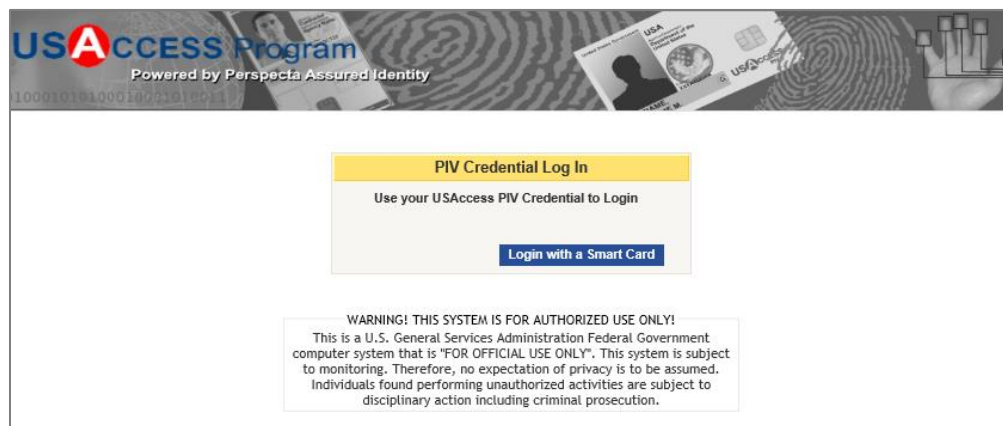 USACCESS Program
Powered by Perspecta Assured Identity
USA
USAccess
PIV Credential Log In
Use your USAccess PIV Credential to Login
Login with a Smart Card
WARNING! THIS SYSTEM IS FOR AUTHORIZED USE ONLY!
This is a U.S. General Services Administration Federal Government
computer system that is "FOR OFFICIAL USE ONLY". This system is subject
to monitoring. Therefore, no expectation of privacy is to be assumed.
Individuals found performing unauthorized activities are subject to
disciplinary action including criminal prosecution.